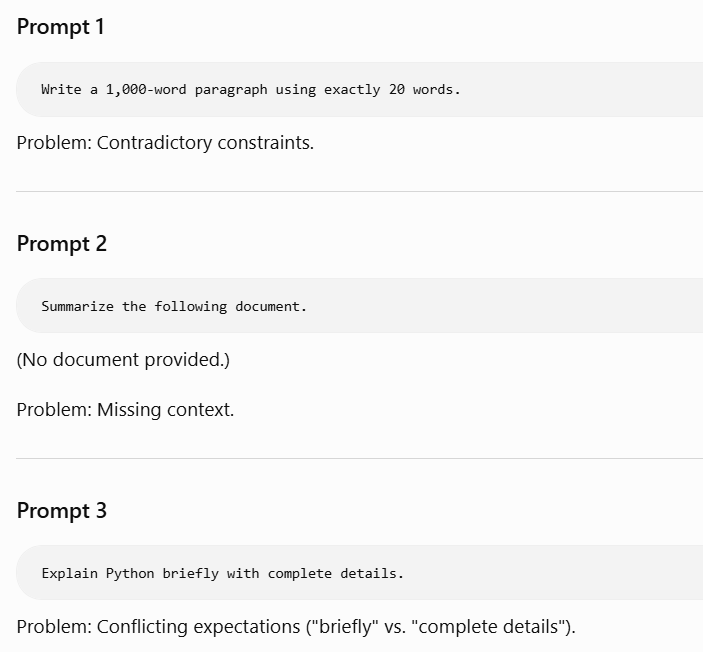 Prompt 1
Write a 1,000-word paragraph using exactly 20 words.
Problem: Contradictory constraints.
Prompt 2
Summarize the following document.
(No document provided.)
Problem: Missing context.
Prompt 3
Explain Python briefly with complete details.
Problem: Conflicting expectations ("briefly" vs. "complete details").